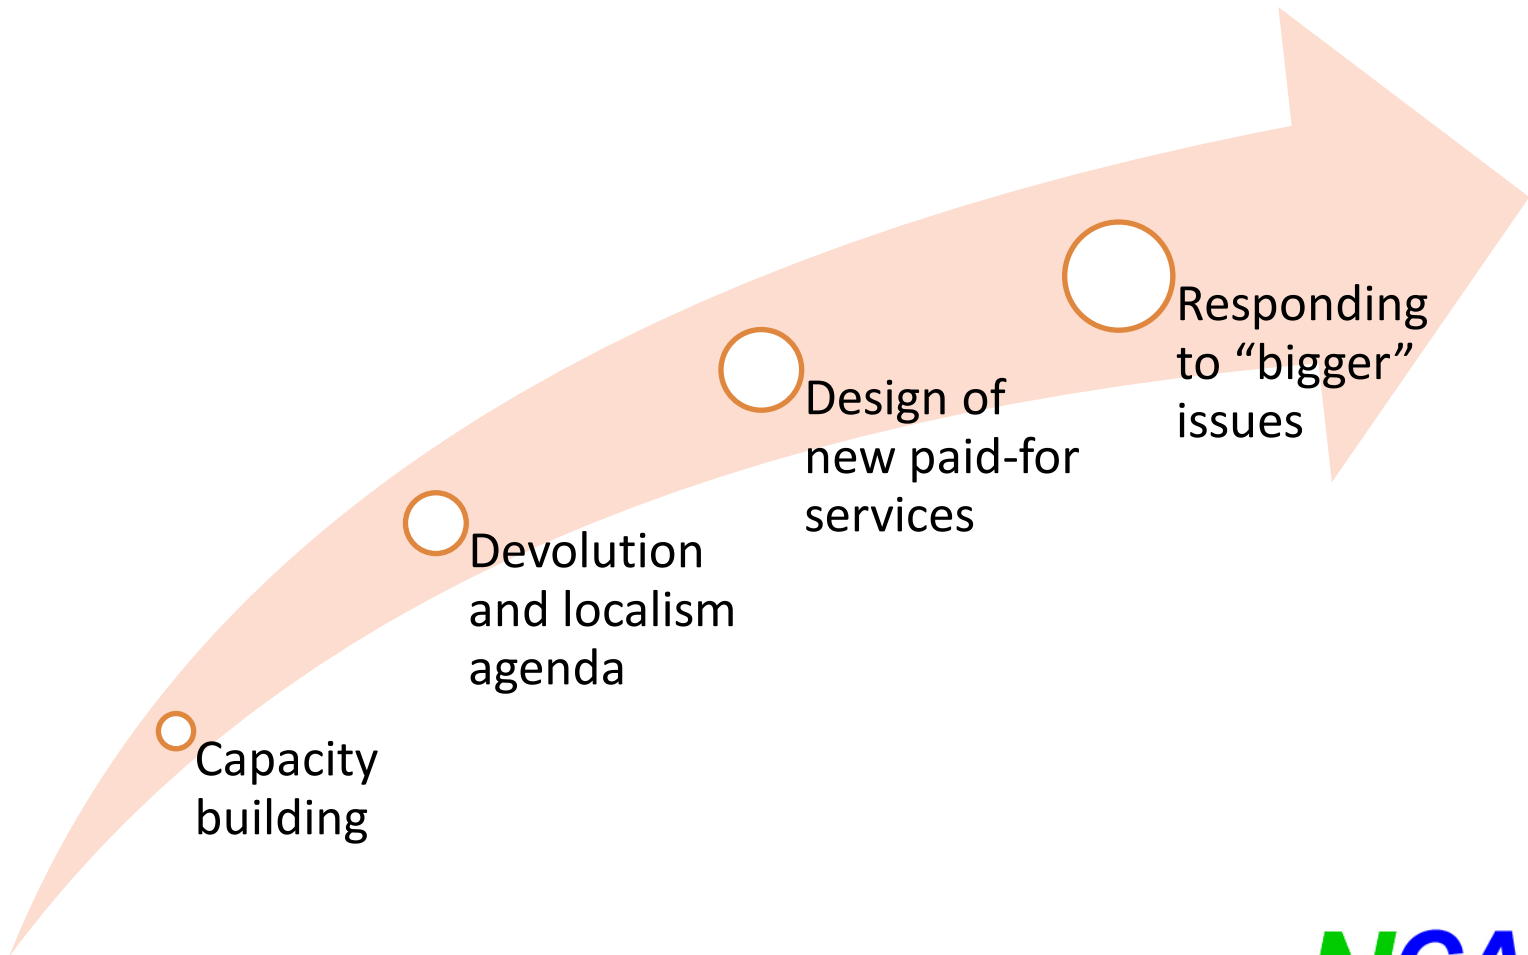 Capacity
building
Devolution
and localism
agenda
Design of
new paid-for
services
Responding
to “bigger”
issues